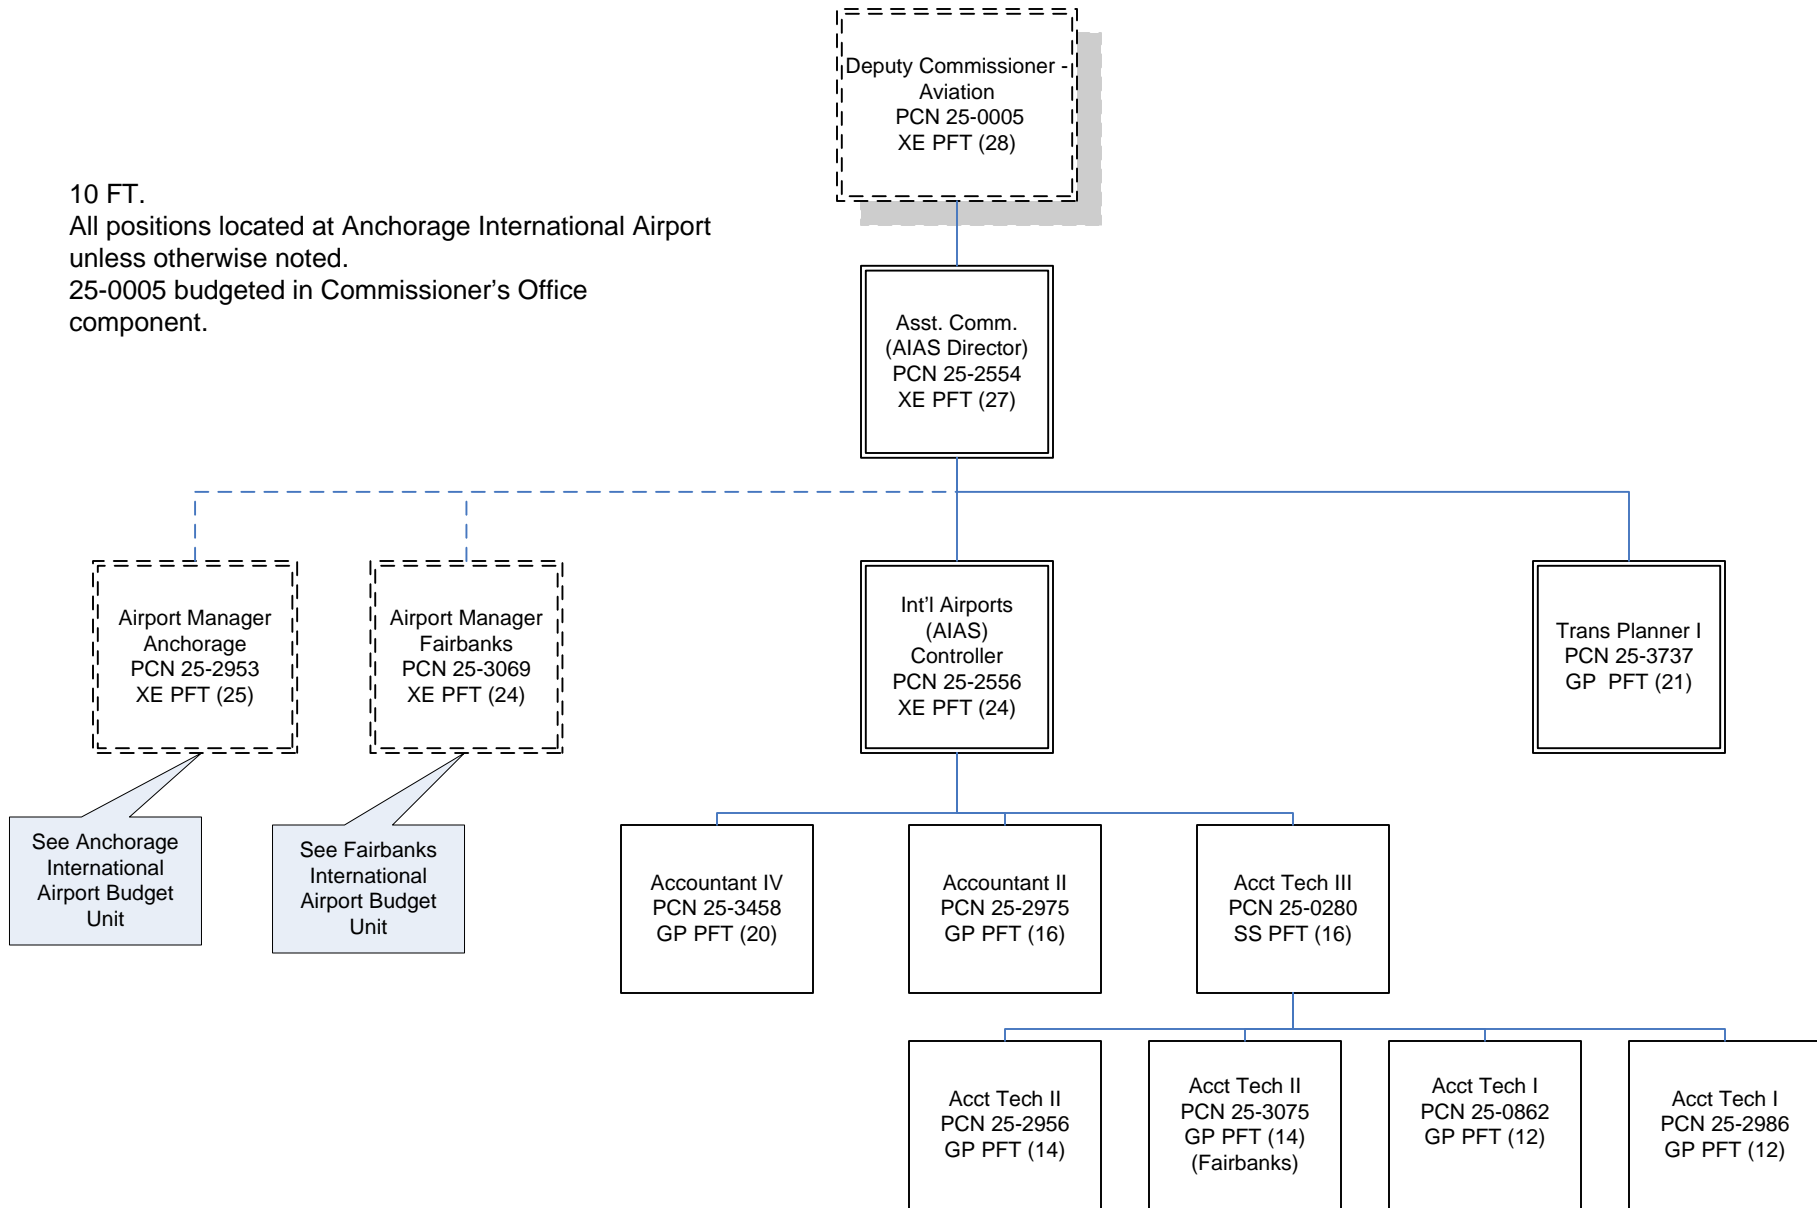 Deputy Commissioner -
Aviation
PCN 25-0005
XE PFT (28)
10 FT.
All positions located at Anchorage International Airport
unless otherwise noted.
25-0005 budgeted in Commissioner’s Office
component.
Asst. Comm.
(AIAS Director)
PCN 25-2554
XE PFT (27)
Airport Manager
Anchorage
PCN 25-2953
XE PFT (25)
Airport Manager
Fairbanks
PCN 25-3069
XE PFT (24)
Int’l Airports
(AIAS)
Controller
PCN 25-2556
XE PFT (24)
Trans Planner I
PCN 25-3737
GP PFT (21)
See Anchorage
International
Airport Budget
Unit
See Fairbanks
International
Airport Budget
Unit
Accountant IV
PCN 25-3458
GP PFT (20)
Accountant II
PCN 25-2975
GP PFT (16)
Acct Tech III
PCN 25-0280
SS PFT (16)
Acct Tech II
PCN 25-2956
GP PFT (14)
Acct Tech II
PCN 25-3075
GP PFT (14)
(Fairbanks)
Acct Tech I
PCN 25-0862
GP PFT (12)
Acct Tech I
PCN 25-2986
GP PFT (12)